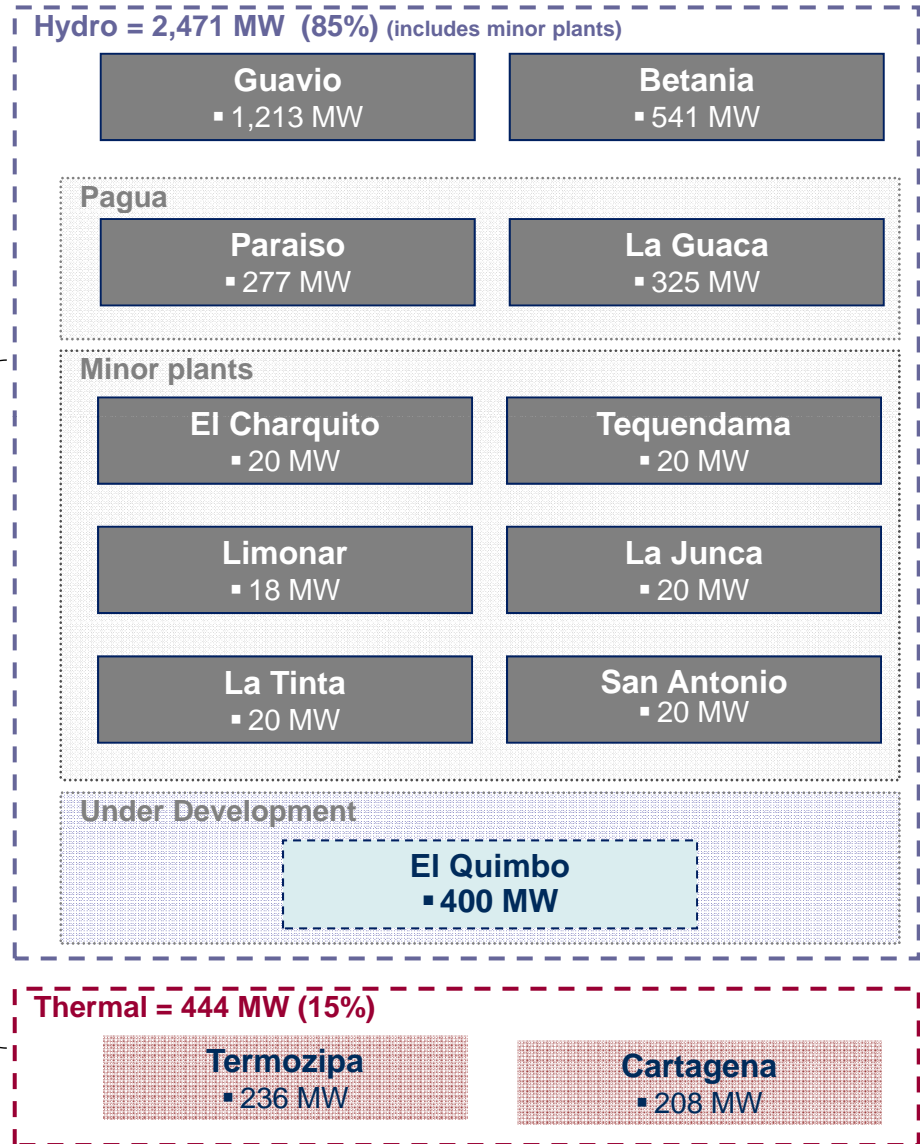 Hydro = 2,471 MW (85%) (includes minor plants)
Guavio
▪ 1,213 MW
Betania
▪ 541 MW
Pagua
Paraiso
▪ 277 MW
La Guaca
▪ 325 MW
Minor plants
El Charquito
▪ 20 MW
Tequendama
▪ 20 MW
Limonar
▪ 18 MW
La Junca
▪ 20 MW
La Tinta
▪ 20 MW
San Antonio
▪ 20 MW
Under Development
El Quimbo
▪ 400 MW
Thermal = 444 MW (15%)
Termozipa
▪ 236 MW
Cartagena
▪ 208 MW